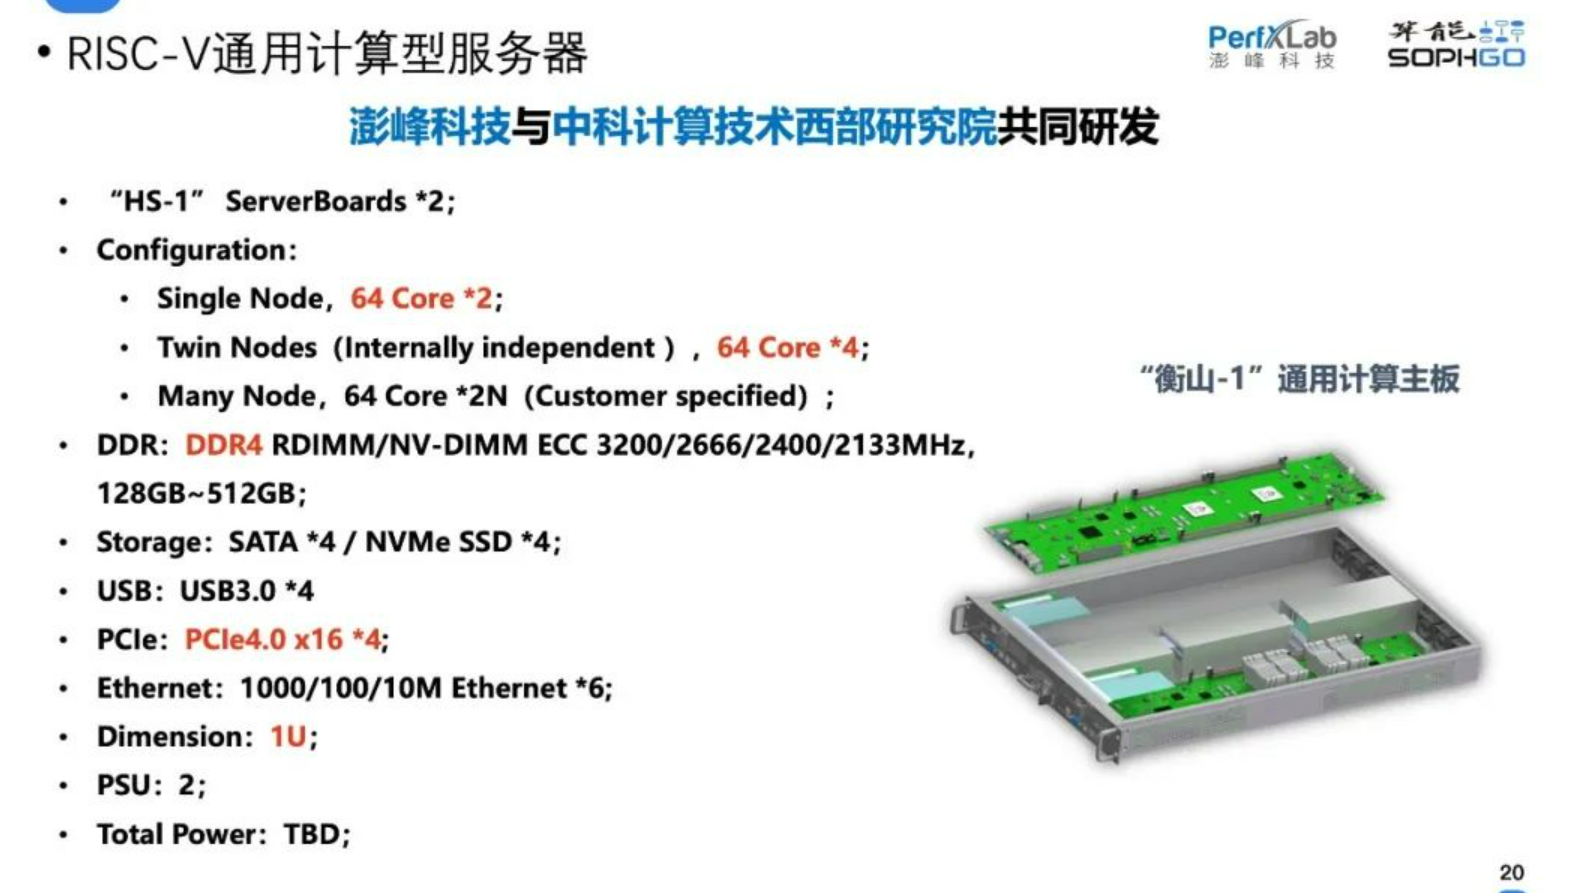 • RISC-V通用计算型服务器
PerfXLab
澎峰科技
算能
SOPHGO
澎峰科技与中科计算技术西部研究院共同研发
• “HS-1” ServerBoards *2；
• Configuration：
• Single Node，64 Core *2；
• Twin Nodes（Internally independent ），64 Core *4；
• Many Node，64 Core *2N（Customer specified）；
• DDR：DDR4 RDIMM/NV-DIMM ECC 3200/2666/2400/2133MHz，
128GB~512GB；
• Storage：SATA *4 / NVMe SSD *4；
• USB：USB3.0 *4
• PCIe：PCIe4.0 x16 *4；
• Ethernet：1000/100/10M Ethernet *6；
• Dimension：1U；
• PSU：2；
• Total Power：TBD；
“衡山-1”通用计算主板
20